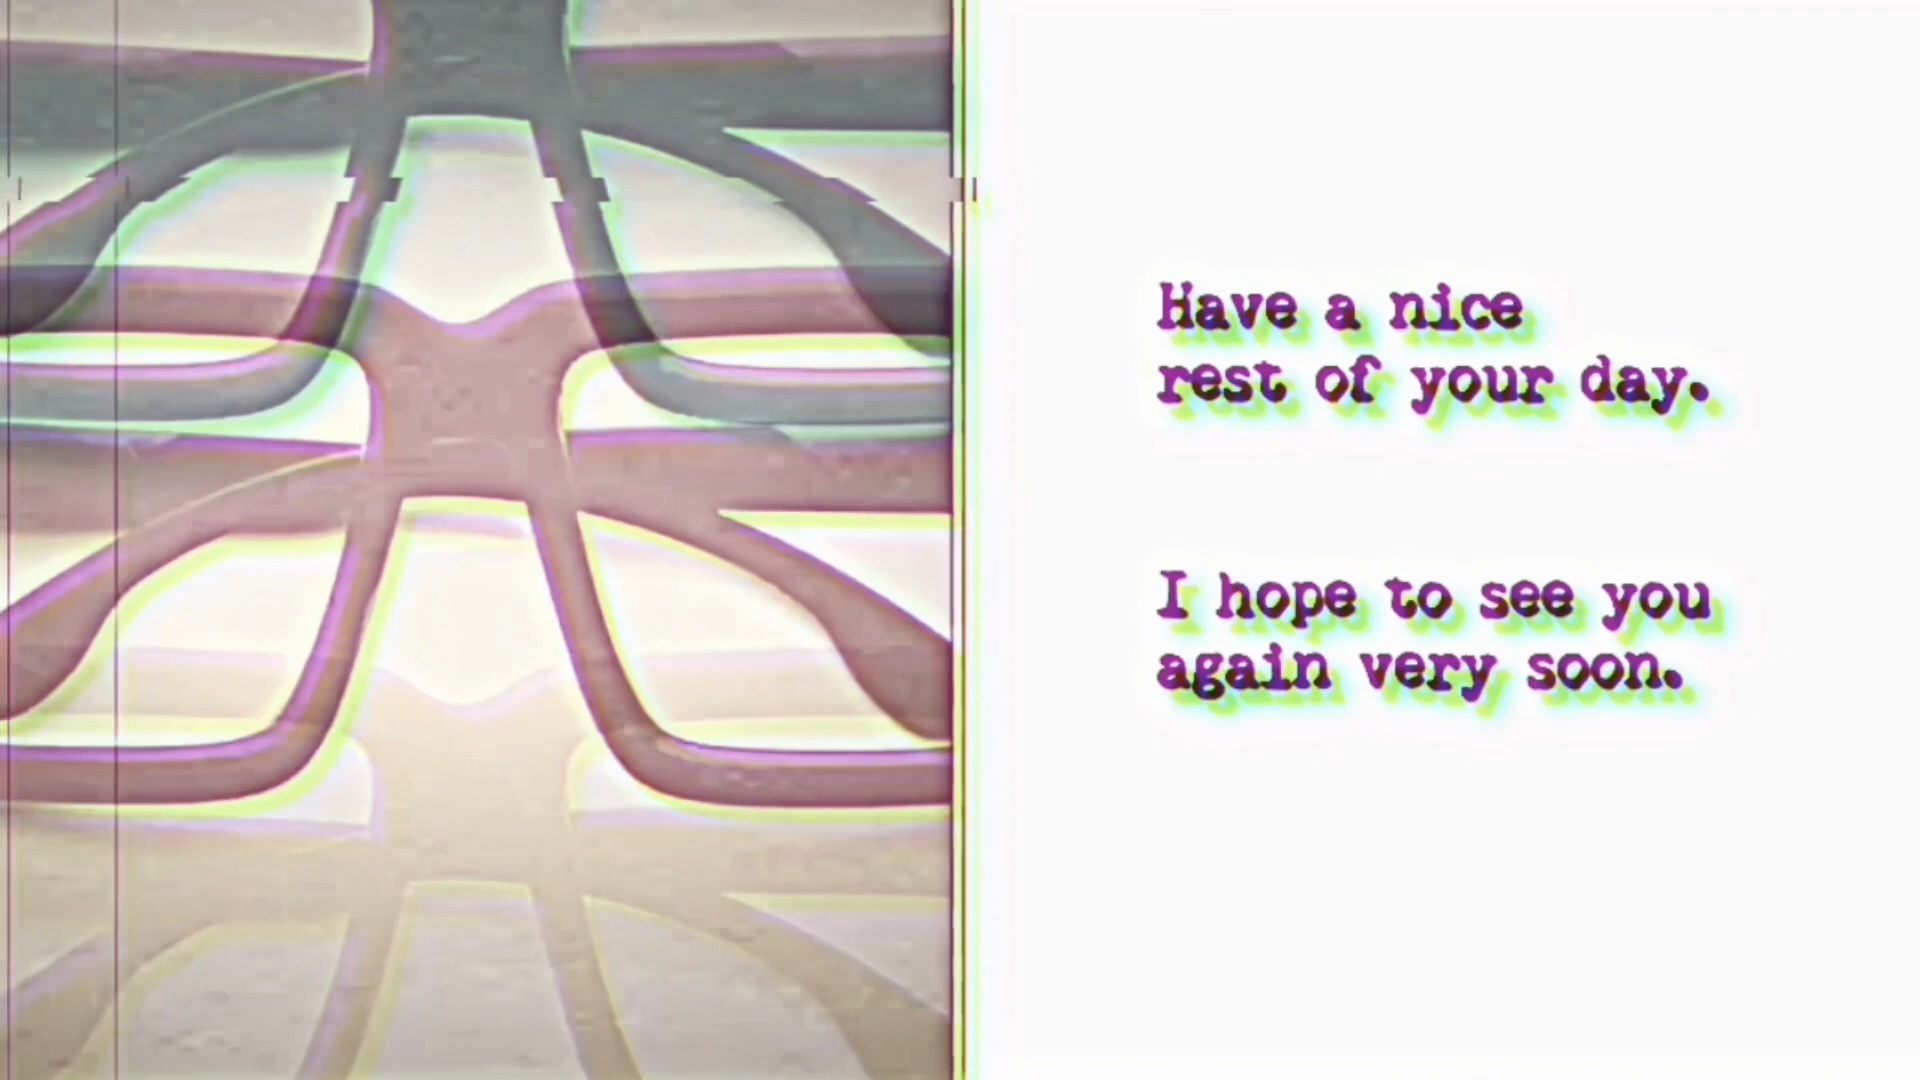 Have a nice
rest of your day.
I hope to see you
again very soon.